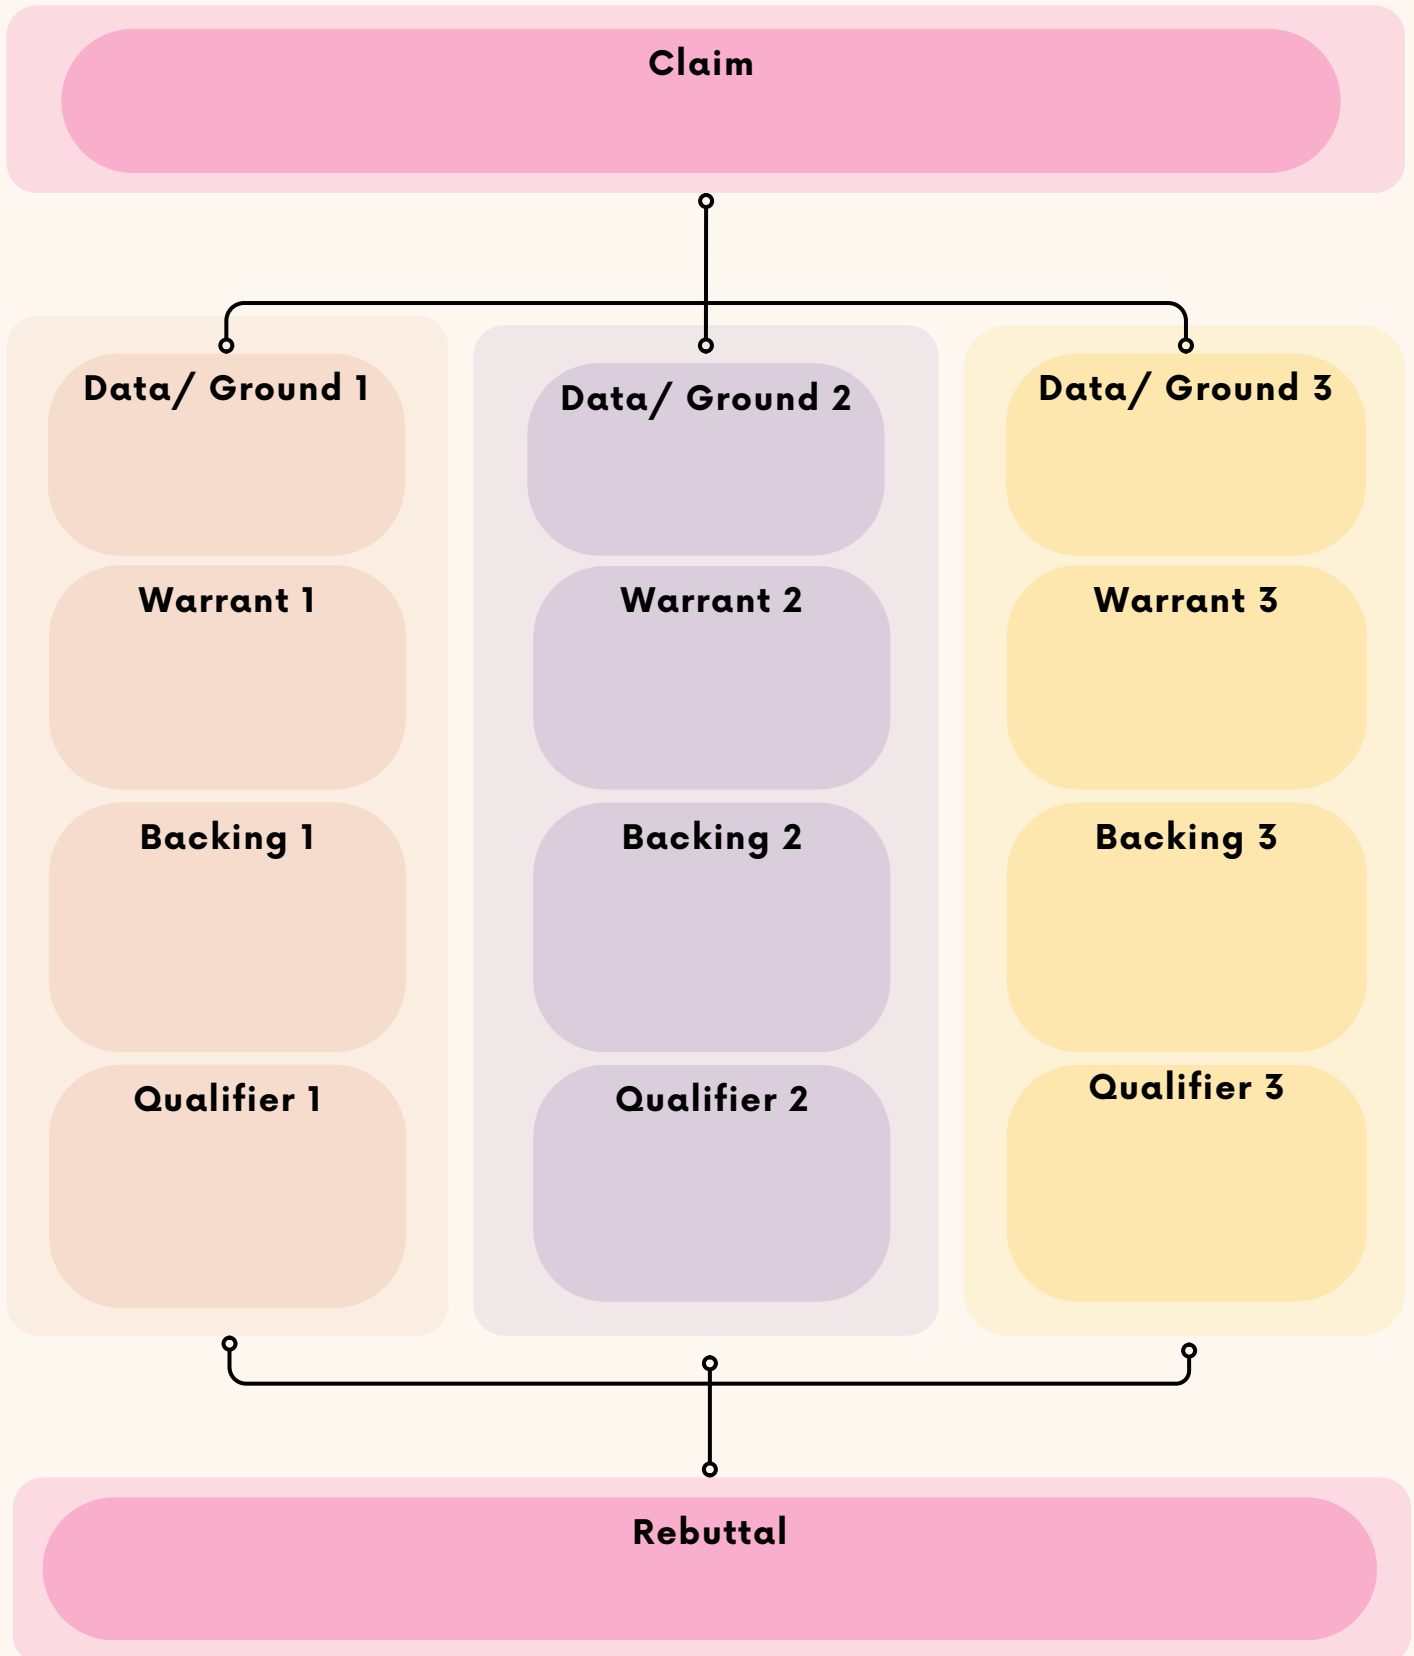 Claim
Data/ Ground 1
Data/ Ground 2
Data/ Ground 3
Warrant 1
Warrant 2
Warrant 3
Backing 1
Backing 2
Backing 3
Qualifier 1
Qualifier 2
Qualifier 3
Rebuttal